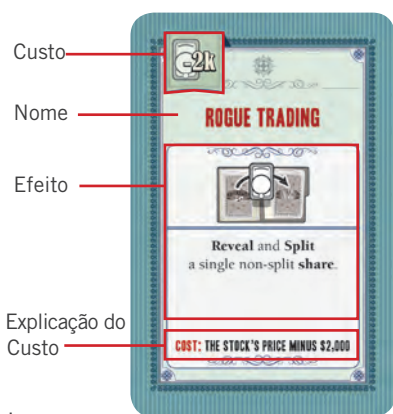 Custo
2k
Nome
ROGUE TRADING
Efeito
Reveal and Split
a single non-split share.
Explicação do
Custo
COST: THE STOCK'S PRICE MINUS $2,000